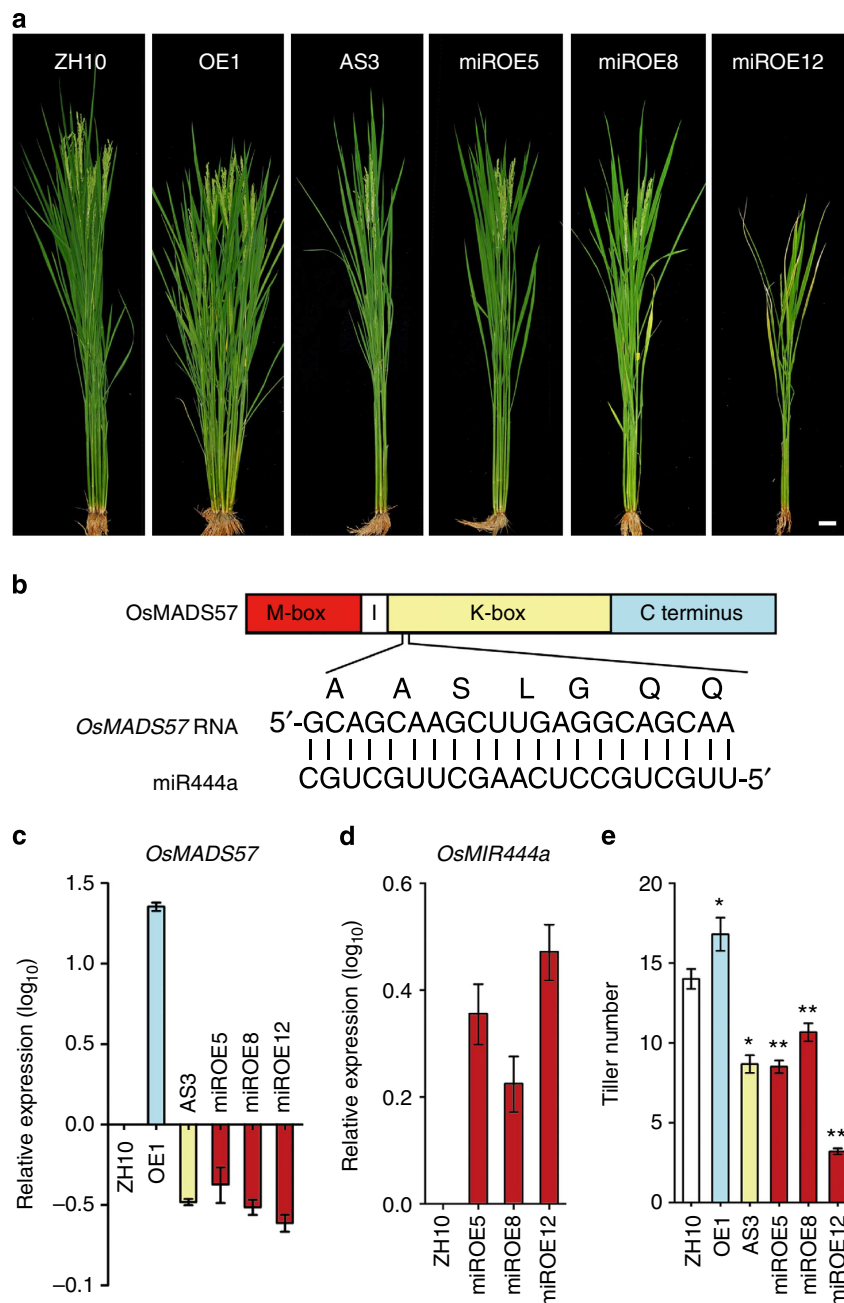 a
ZH10 OE1 AS3 miROE5 miROE8 miROE12
b
OsMADS57 M-box I K-box C terminus
A A S L G Q Q
OsMADS57 RNA 5′-GCAGCAAGCUUGAGGCAGCAA
miR444a CGUCGUUCGAACUCCGUCGUU-5′
c
OsMADS57
Relative expression (log10)
1.5
1.0
0.5
0.0
–0.5
–0.1
ZH10
OE1
AS3
miROE5
miROE8
miROE12
d
OsMIR444a
Relative expression (log10)
0.6
0.4
0.2
0.0
ZH10
miROE5
miROE8
miROE12
e
Tiller number
20
15
10
5
0
*
*
**
**
**
ZH10
OE1
AS3
miROE5
miROE8
miROE12